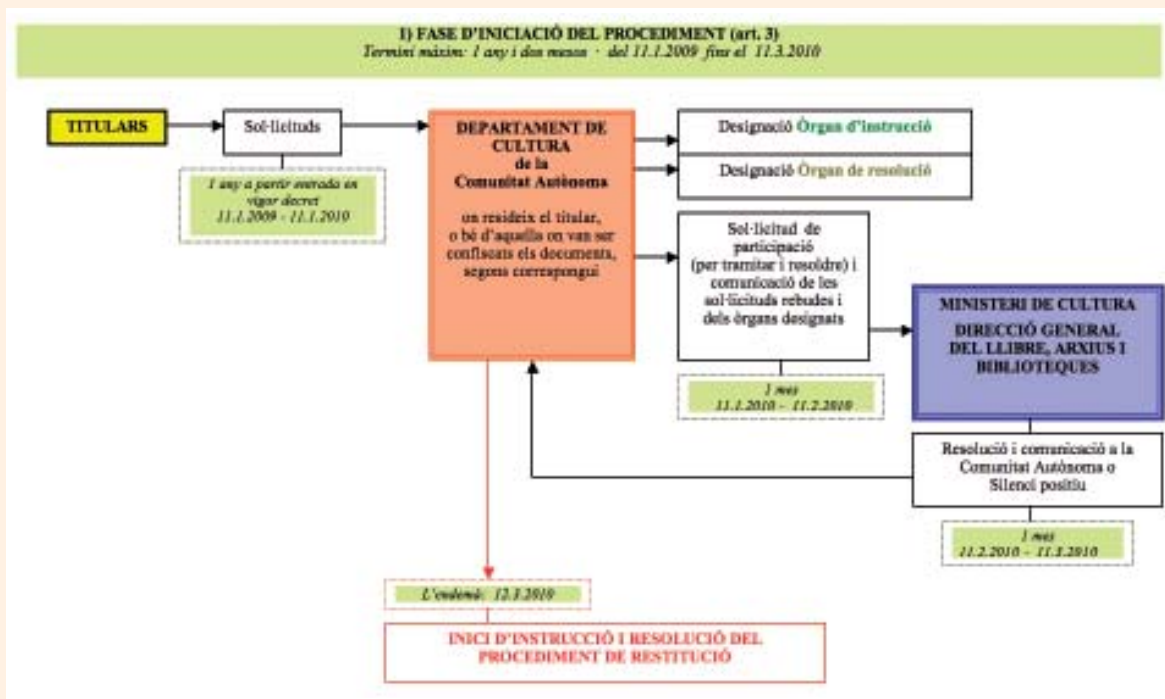 1) FASE D'INICIACIÓ DEL PROCEDIMENT (art. 3)
Termini màxim: 1 any i dos mesos · del 11.1.2009 fins el 11.3.2010
TITULARS
Sol·licituds
1 any a partir entrada en
vigor decret
11.1.2009 - 11.1.2010
DEPARTAMENT DE
CULTURA
de la
Comunitat Autònoma
on resideix el titular,
o bé d'aquella on van ser
confiscats els documents,
segons correspongui
Designació Òrgan d'instrucció
Designació Òrgan de resolució
Sol·licitud de
participació
(per tramitar i resoldre) i
comunicació de les
sol·licituds rebudes i
dels òrgans designats
1 mes
11.1.2010 - 11.2.2010
MINISTERI DE CULTURA
DIRECCIÓ GENERAL
DEL LLIBRE, ARXIUS I
BIBLIOTEQUES
Resolució i comunicació a la
Comunitat Autònoma o
Silenci positiu
1 mes
11.2.2010 - 11.3.2010
L'endemà: 12.3.2010
INICI D'INSTRUCCIÓ I RESOLUCIÓ DEL
PROCEDIMENT DE RESTITUCIÓ